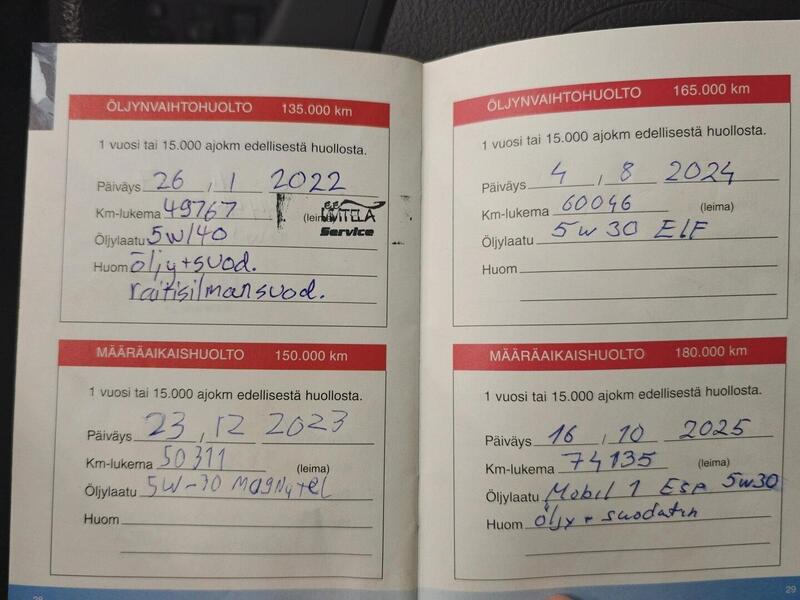 ÖLJYNVAIHTOHUOLTO 135.000 km
1 vuosi tai 15.000 ajokm edellisestä huollosta.
Päiväys 26 , 1 2022
Km-lukema 49767 (leima)
Service
Öljylaatu 5W/40
Huom öljy+suod.
raitisilmansuod.
MÄÄRÄAIKAISHUOLTO 150.000 km
1 vuosi tai 15.000 ajokm edellisestä huollosta.
Päiväys 23 , 12 2023
Km-lukema 50311 (leima)
Öljylaatu 5W-30 Magnatel
Huom
28
ÖLJYNVAIHTOHUOLTO 165.000 km
1 vuosi tai 15.000 ajokm edellisestä huollosta.
Päiväys 4 , 8 2024
Km-lukema 60046 (leima)
Öljylaatu 5W30 ElF
Huom
MÄÄRÄAIKAISHUOLTO 180.000 km
1 vuosi tai 15.000 ajokm edellisestä huollosta.
Päiväys 16 , 10 2025
Km-lukema 74135 (leima)
Öljylaatu Mobil 1 ESP 5W30
Huom öljy + suodatin
29